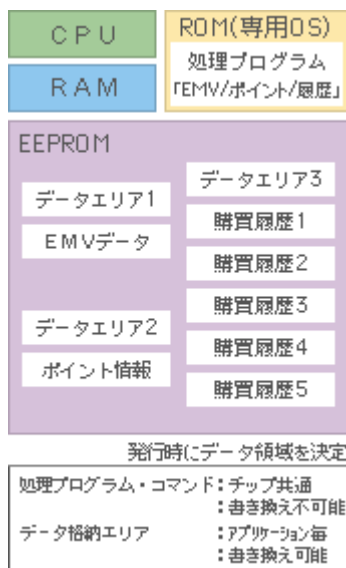 CPU
RAM
ROM(専用OS)
処理プログラム
「EMV/ポイント/履歴」
EEPROM
データエリア1
EMVデータ
データエリア2
ポイント情報
データエリア3
購買履歴1
購買履歴2
購買履歴3
購買履歴4
購買履歴5
発行時にデータ領域を決定
処理プログラム・コマンド：チップ共通
：書き換え不可能
データ格納エリア：アプリケーション毎
：書き換え可能